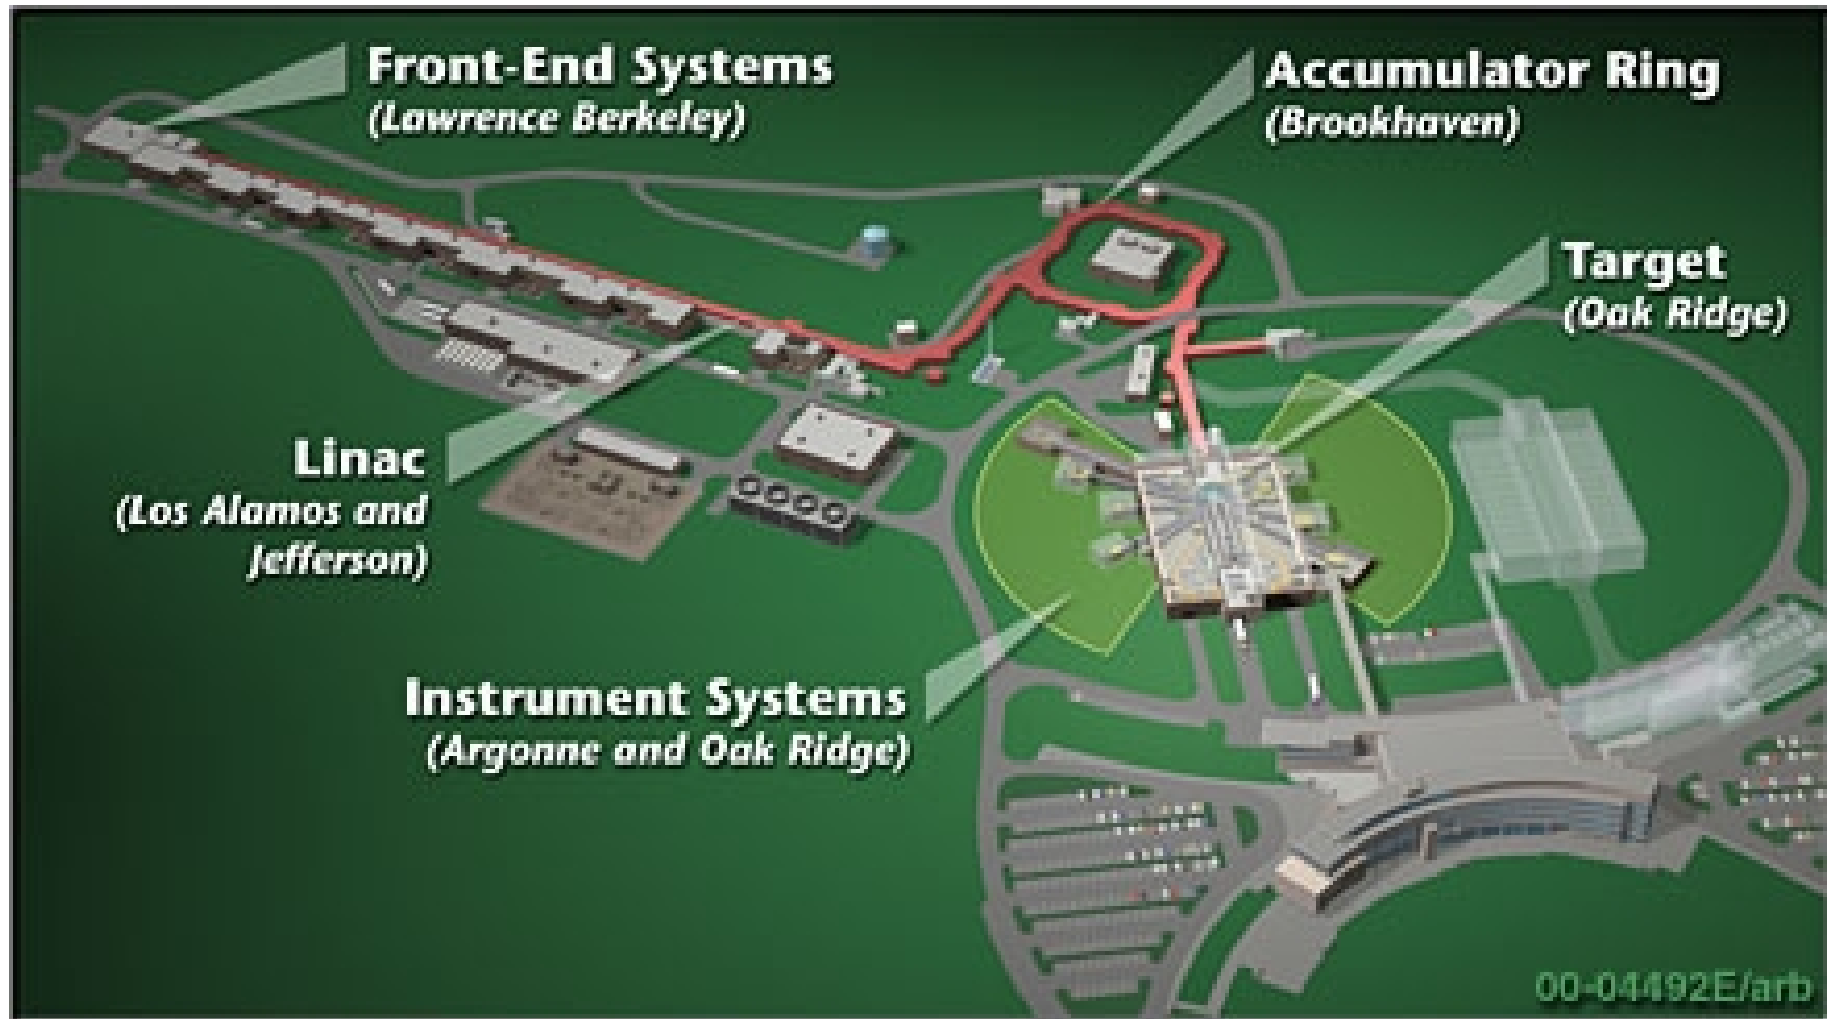 Front-End Systems
(Lawrence Berkeley)
Accumulator Ring
(Brookhaven)
Target
(Oak Ridge)
Linac
(Los Alamos and
Jefferson)
Instrument Systems
(Argonne and Oak Ridge)
00-04492E/arb